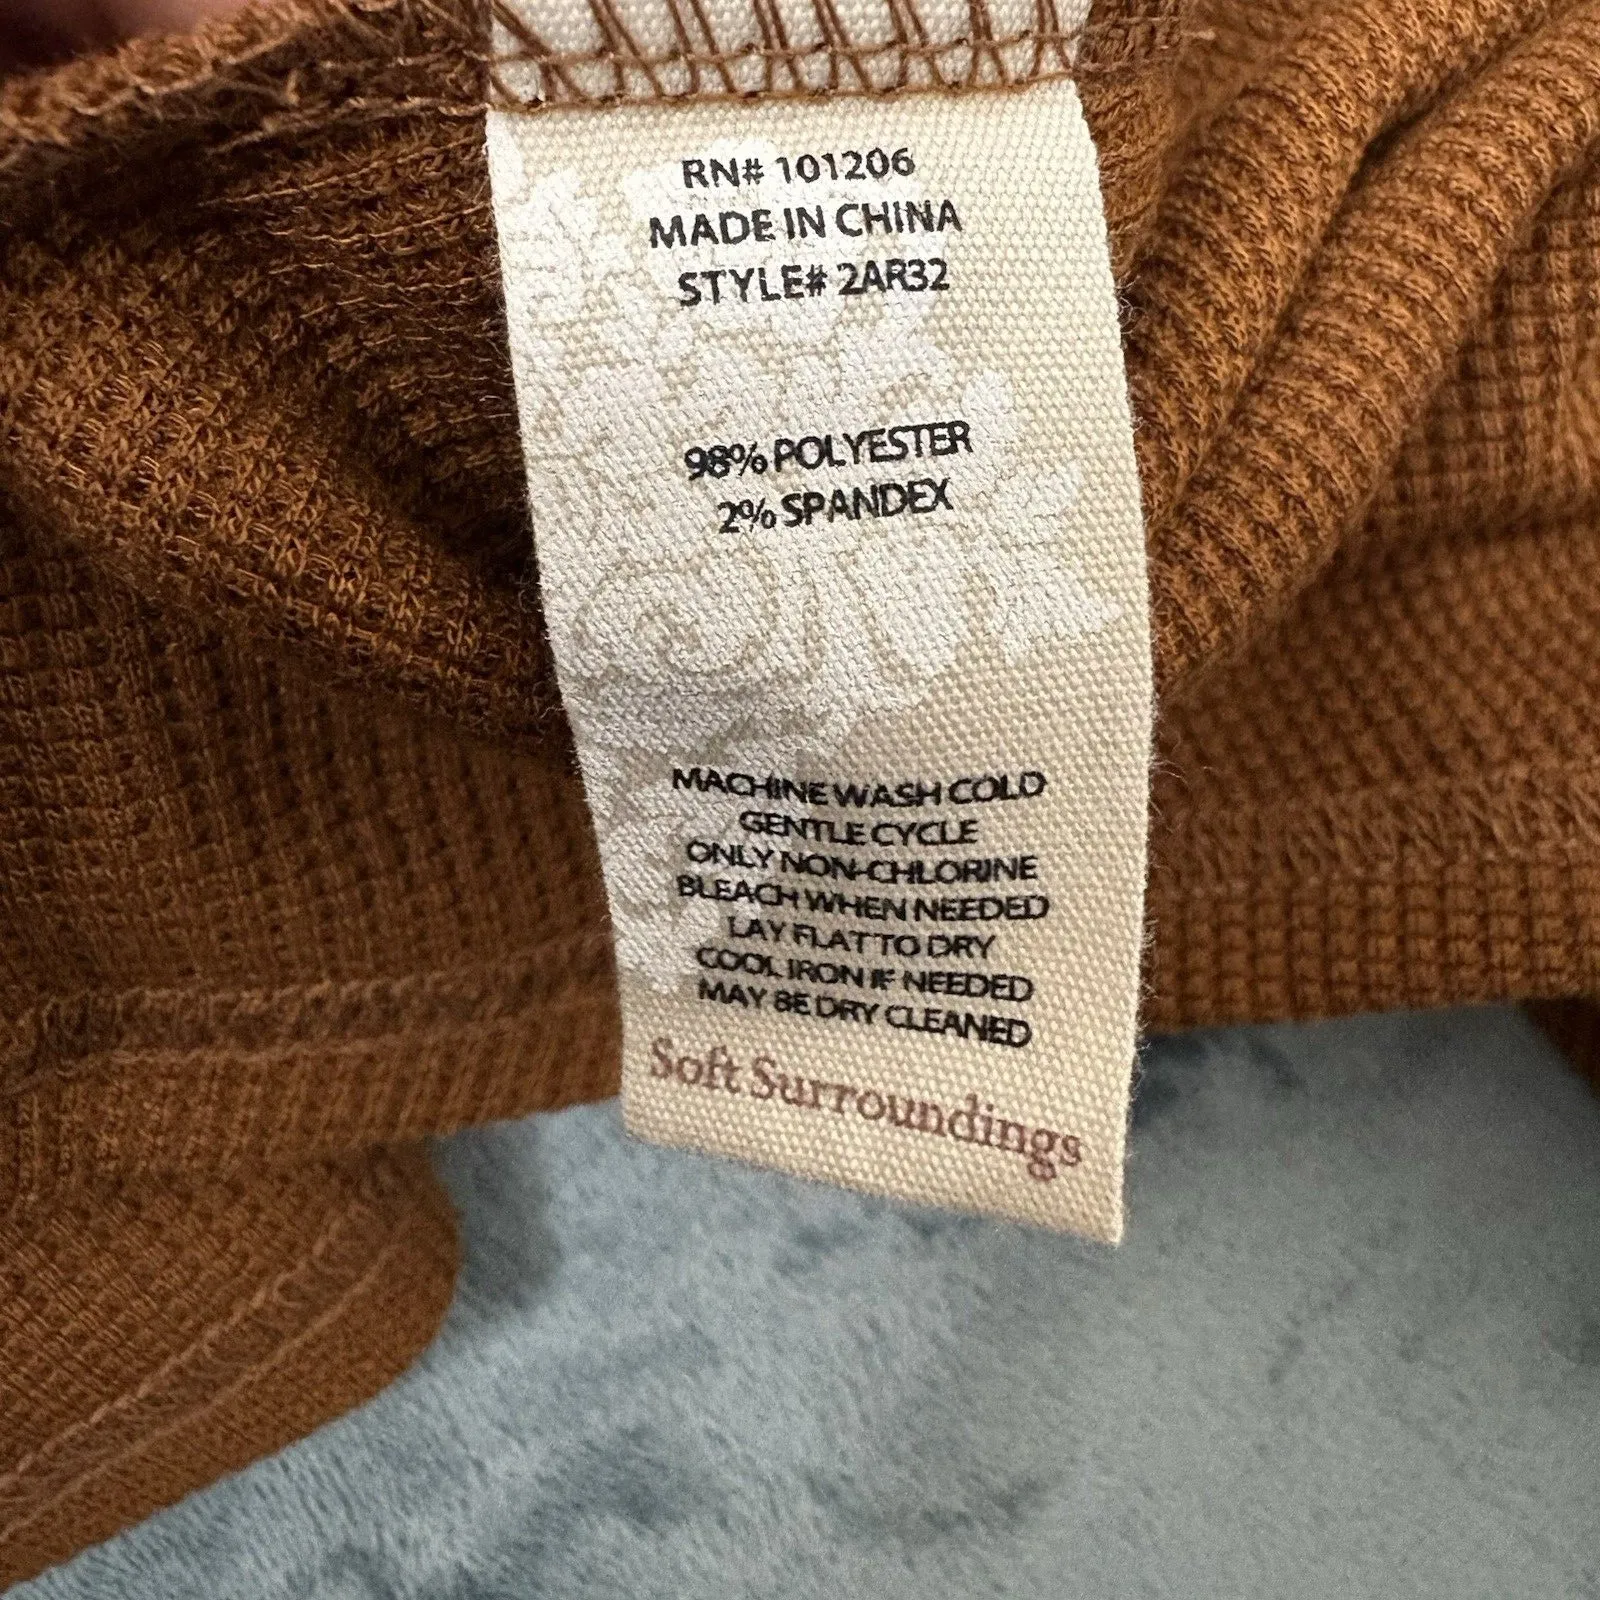 RN# 101206
MADE IN CHINA
STYLE# 2AR32
98% POLYESTER
2% SPANDEX
MACHINE WASH COLD
GENTLE CYCLE
ONLY NON-CHLORINE
BLEACH WHEN NEEDED
LAY FLAT TO DRY
COOL IRON IF NEEDED
MAY BE DRY CLEANED
Soft Surroundings